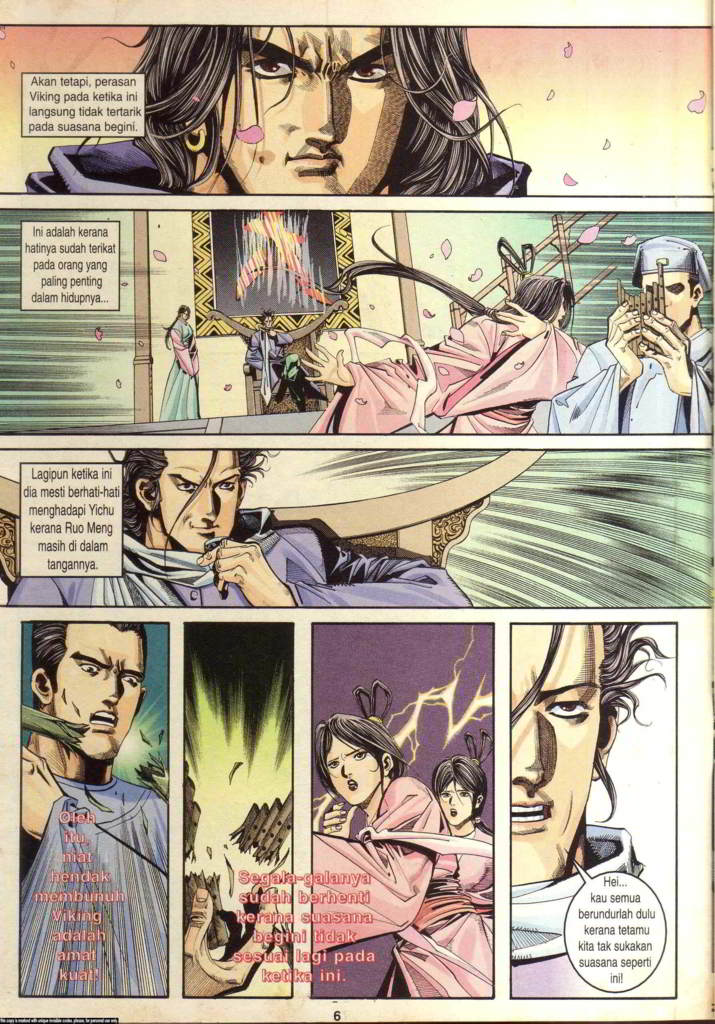 Akan tetapi, perasan
Viking pada ketika ini
langsung tidak tertarik
pada suasana begini.
Ini adalah kerana
hatinya sudah terikat
pada orang yang
paling penting
dalam hidupnya...
Lagipun ketika ini
dia mesti berhati-hati
menghadapi Yichu
kerana Ruo Meng
masih di dalam
tangannya.
Oleh
itu,
niat
hendak
membunuh
Viking
adalah
amat
kuat!
Segala-galanya
sudah berhenti
kerana suasana
begini tidak
sesuai lagi pada
ketika ini.
Hei...
kau semua
berundurlah dulu
kerana tetamu
kita tak sukakan
suasana seperti
ini!
6